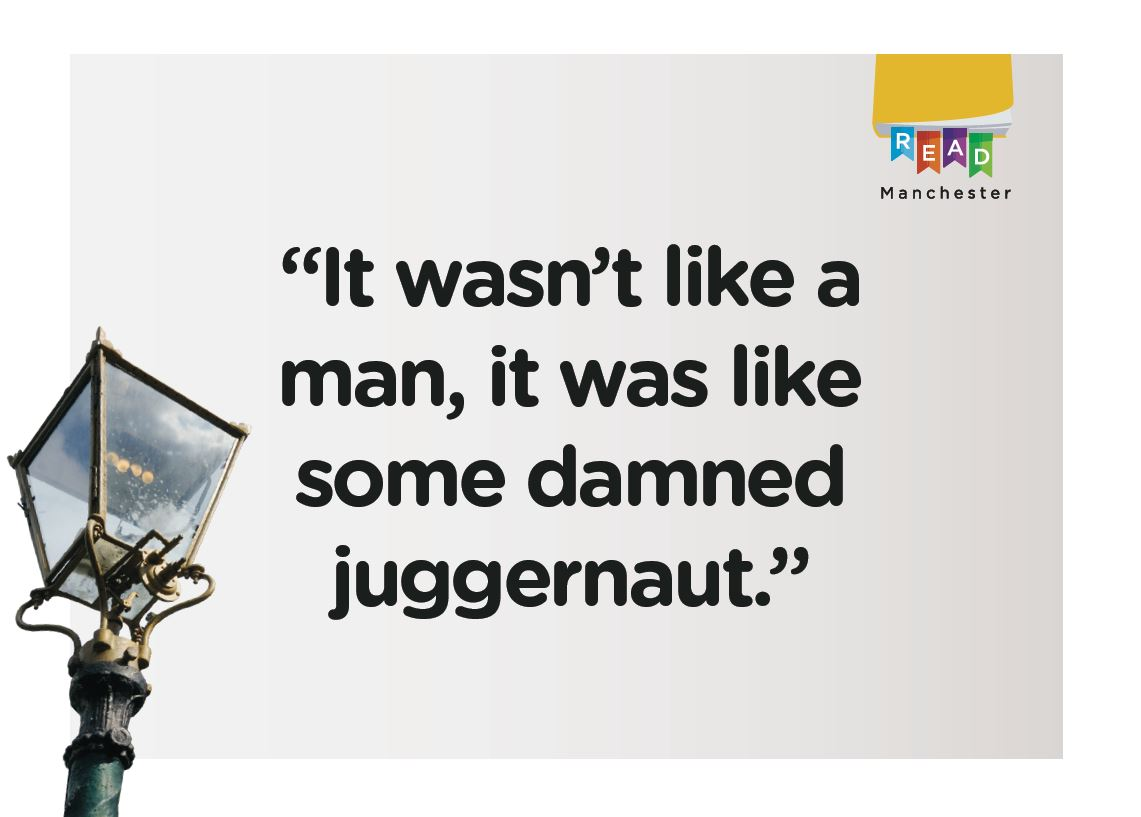 READ
Manchester
“It wasn’t like a
man, it was like
some damned
juggernaut.”